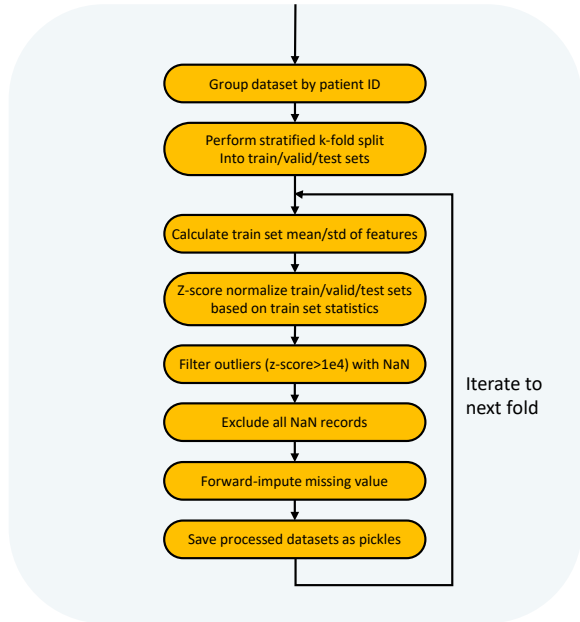 Group dataset by patient ID
Perform stratified k-fold split
Into train/valid/test sets
Calculate train set mean/std of features
Z-score normalize train/valid/test sets
based on train set statistics
Filter outliers (z-score>1e4) with NaN
Exclude all NaN records
Forward-impute missing value
Save processed datasets as pickles
Iterate to
next fold